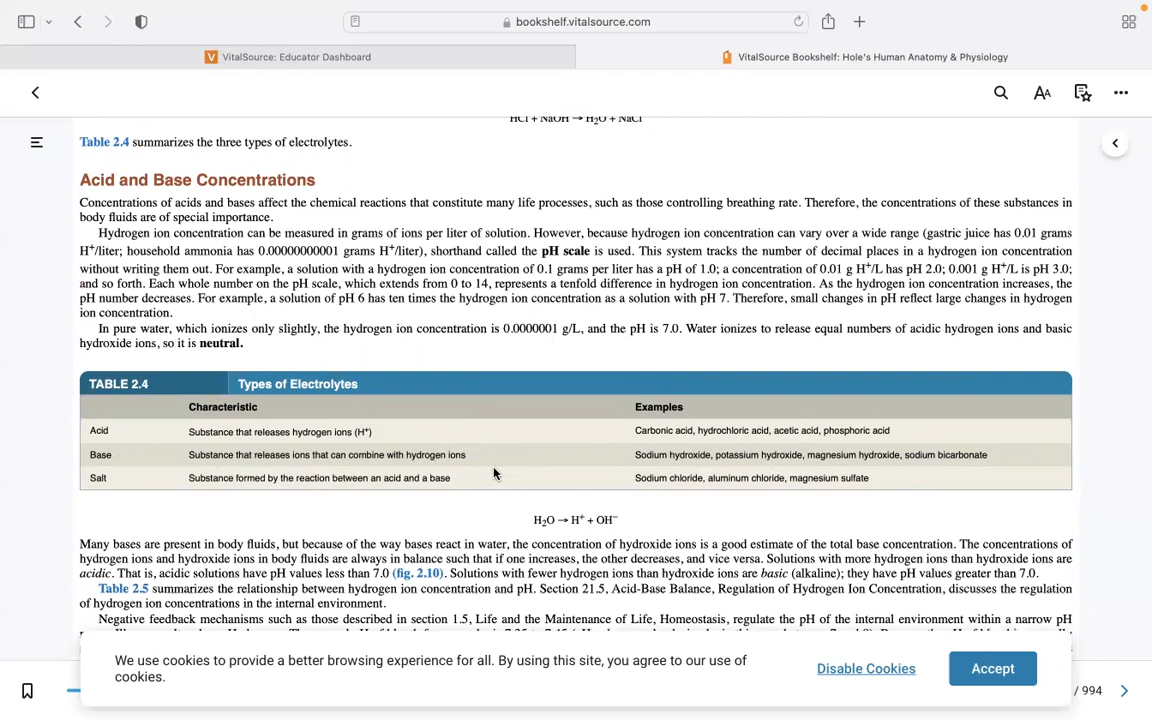 bookshelf.vitalsource.com
VitalSource: Educator Dashboard
VitalSource Bookshelf: Hole's Human Anatomy & Physiology
AA
HCl + NaOH → H₂O + NaCl
Table 2.4 summarizes the three types of electrolytes.
Acid and Base Concentrations
Concentrations of acids and bases affect the chemical reactions that constitute many life processes, such as those controlling breathing rate. Therefore, the concentrations of these substances in
body fluids are of special importance.
Hydrogen ion concentration can be measured in grams of ions per liter of solution. However, because hydrogen ion concentration can vary over a wide range (gastric juice has 0.01 grams
H⁺/liter; household ammonia has 0.00000000001 grams H⁺/liter), shorthand called the pH scale is used. This system tracks the number of decimal places in a hydrogen ion concentration
without writing them out. For example, a solution with a hydrogen ion concentration of 0.1 grams per liter has a pH of 1.0; a concentration of 0.01 g H⁺/L has pH 2.0; 0.001 g H⁺/L is pH 3.0;
and so forth. Each whole number on the pH scale, which extends from 0 to 14, represents a tenfold difference in hydrogen ion concentration. As the hydrogen ion concentration increases, the
pH number decreases. For example, a solution of pH 6 has ten times the hydrogen ion concentration as a solution with pH 7. Therefore, small changes in pH reflect large changes in hydrogen
ion concentration.
In pure water, which ionizes only slightly, the hydrogen ion concentration is 0.0000001 g/L, and the pH is 7.0. Water ionizes to release equal numbers of acidic hydrogen ions and basic
hydroxide ions, so it is neutral.
TABLE 2.4 Types of Electrolytes
Characteristic Examples
Acid Substance that releases hydrogen ions (H⁺) Carbonic acid, hydrochloric acid, acetic acid, phosphoric acid
Base Substance that releases ions that can combine with hydrogen ions Sodium hydroxide, potassium hydroxide, magnesium hydroxide, sodium bicarbonate
Salt Substance formed by the reaction between an acid and a base Sodium chloride, aluminum chloride, magnesium sulfate
H₂O → H⁺ + OH⁻
Many bases are present in body fluids, but because of the way bases react in water, the concentration of hydroxide ions is a good estimate of the total base concentration. The concentrations of
hydrogen ions and hydroxide ions in body fluids are always in balance such that if one increases, the other decreases, and vice versa. Solutions with more hydrogen ions than hydroxide ions are
acidic. That is, acidic solutions have pH values less than 7.0 (fig. 2.10). Solutions with fewer hydrogen ions than hydroxide ions are basic (alkaline); they have pH values greater than 7.0.
Table 2.5 summarizes the relationship between hydrogen ion concentration and pH. Section 21.5, Acid-Base Balance, Regulation of Hydrogen Ion Concentration, discusses the regulation
of hydrogen ion concentrations in the internal environment.
Negative feedback mechanisms such as those described in section 1.5, Life and the Maintenance of Life, Homeostasis, regulate the pH of the internal environment within a narrow pH
We use cookies to provide a better browsing experience for all. By using this site, you agree to our use of
cookies.
Disable Cookies
Accept
/ 994